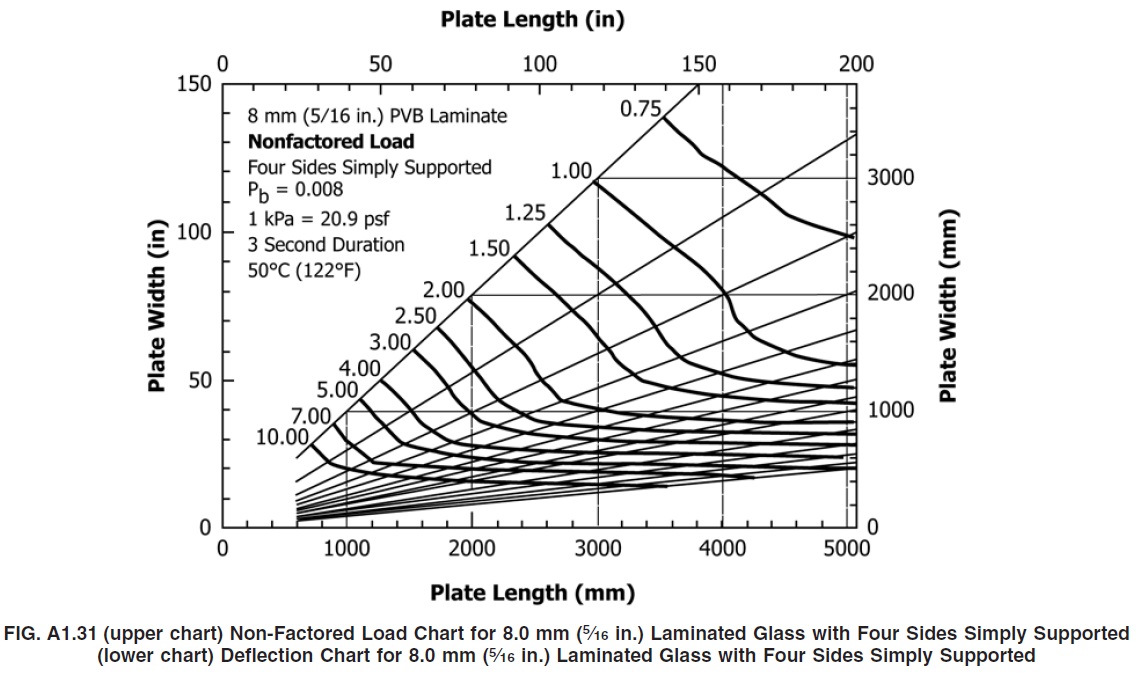 Plate Length (in)
0 50 100 150 200
150
8 mm (5/16 in.) PVB Laminate
Nonfactored Load
Four Sides Simply Supported
Pb = 0.008
1 kPa = 20.9 psf
3 Second Duration
50°C (122°F)
0.75
1.00
1.25
1.50
2.00
2.50
3.00
4.00
5.00
7.00
10.00
100
50
0
Plate Width (in)
3000
2000
1000
0
Plate Width (mm)
0 1000 2000 3000 4000 5000
Plate Length (mm)
FIG. A1.31 (upper chart) Non-Factored Load Chart for 8.0 mm (5⁄16 in.) Laminated Glass with Four Sides Simply Supported
(lower chart) Deflection Chart for 8.0 mm (5⁄16 in.) Laminated Glass with Four Sides Simply Supported